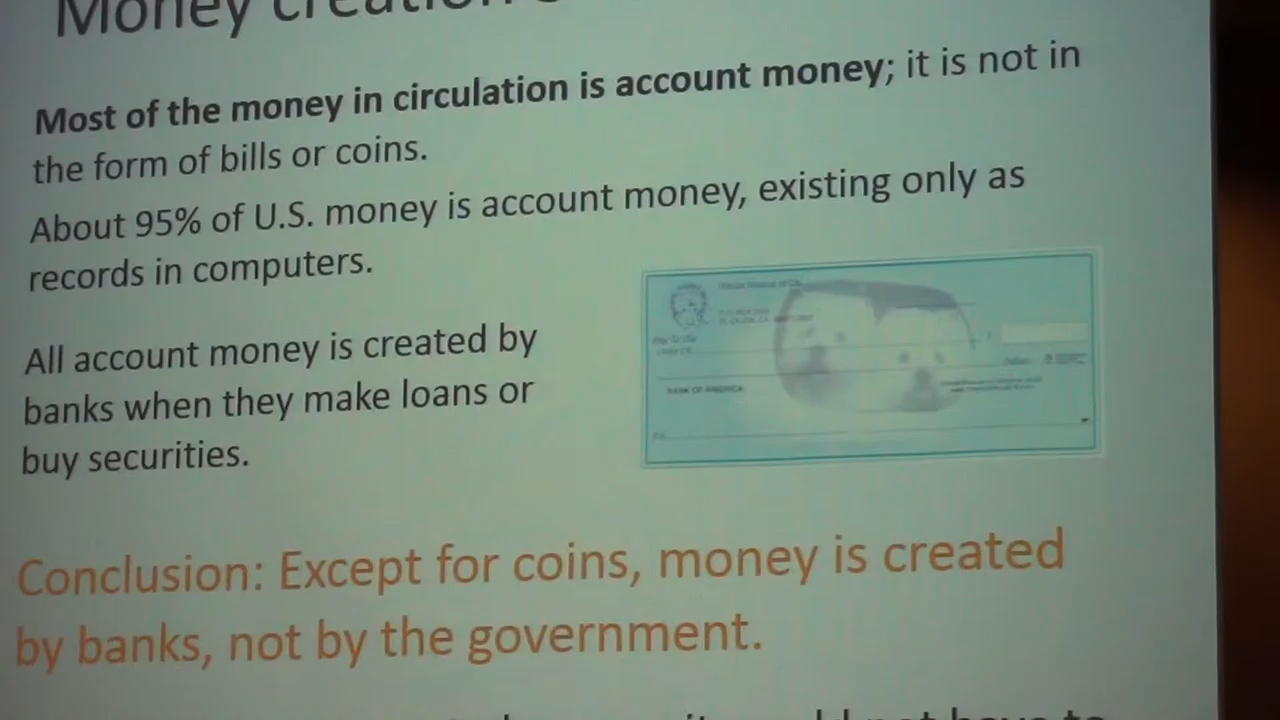 Money creation
Most of the money in circulation is account money; it is not in
the form of bills or coins.
About 95% of U.S. money is account money, existing only as
records in computers.
All account money is created by
banks when they make loans or
buy securities.
BANK OF AMERICA
Conclusion: Except for coins, money is created
by banks, not by the government.